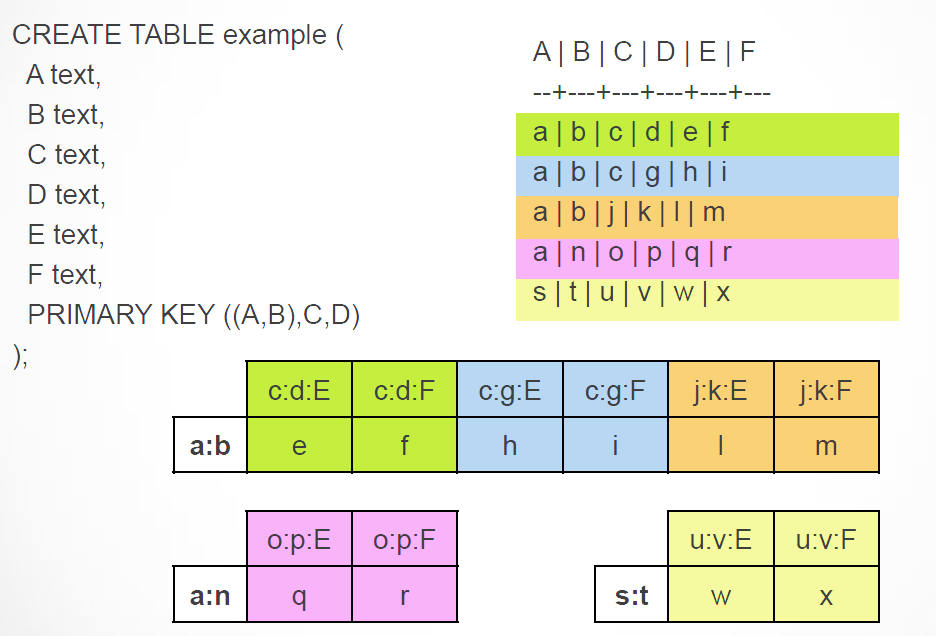 CREATE TABLE example (
A text,
B text,
C text,
D text,
E text,
F text,
PRIMARY KEY ((A,B),C,D)
);
A | B | C | D | E | F
--+---+---+---+---+---
a | b | c | d | e | f
a | b | c | g | h | i
a | b | j | k | l | m
a | n | o | p | q | r
s | t | u | v | w | x
c:d:E c:d:F c:g:E c:g:F j:k:E j:k:F
a:b e f h i l m
o:p:E o:p:F
a:n q r
u:v:E u:v:F
s:t w x